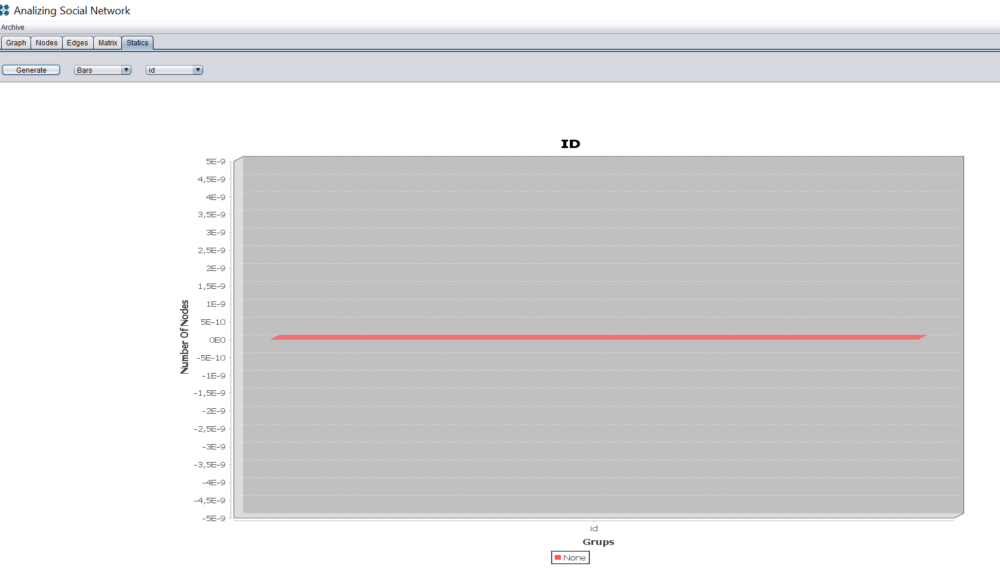 Analizing Social Network
Archive
Graph Nodes Edges Matrix Statics
Generate Bars id
ID
5E-9
4,5E-9
4E-9
3,5E-9
3E-9
2,5E-9
2E-9
1,5E-9
1E-9
5E-10
0E0
-5E-10
-1E-9
-1,5E-9
-2E-9
-2,5E-9
-3E-9
-3,5E-9
-4E-9
-4,5E-9
-5E-9
Number Of Nodes
id
Grups
None